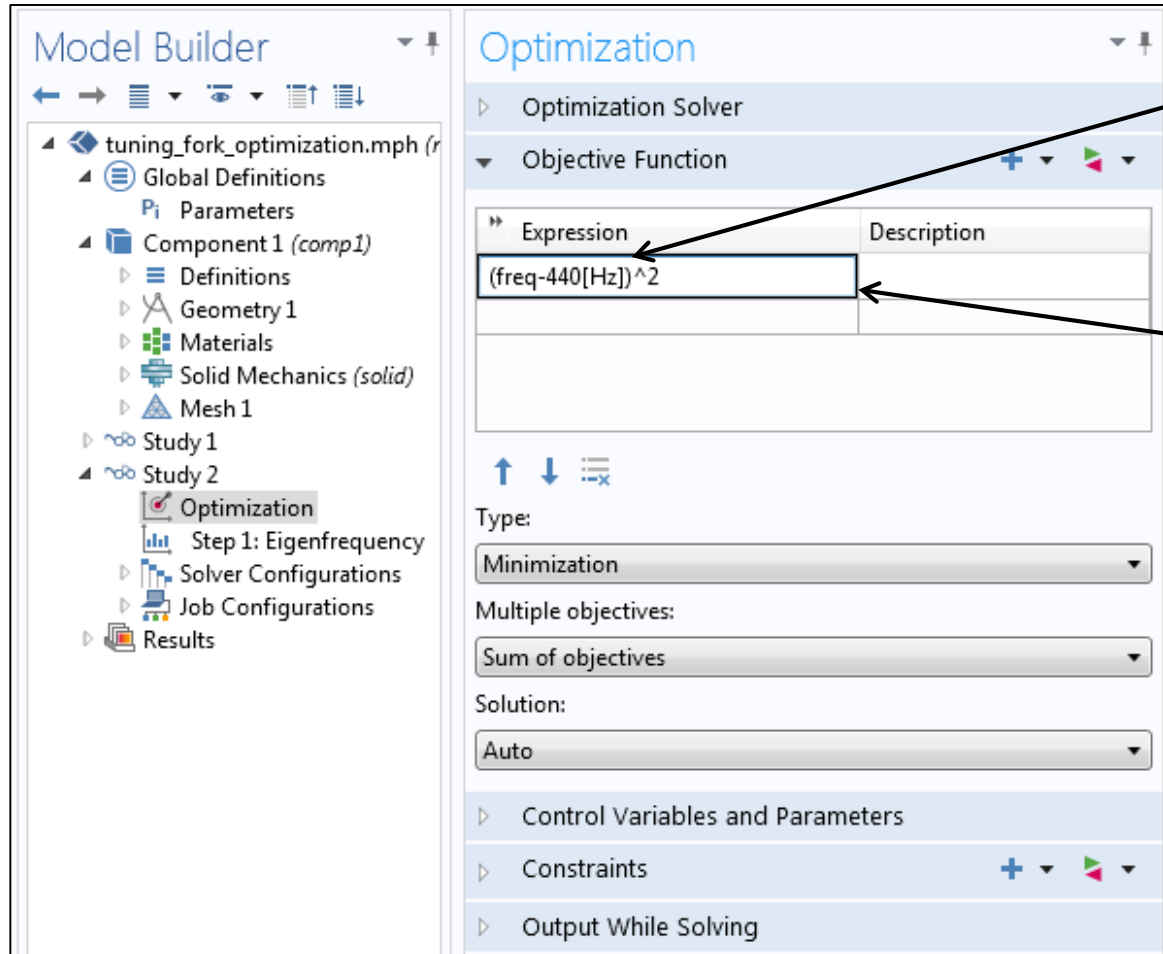 Model Builder
tuning_fork_optimization.mph (r
Global Definitions
Pi Parameters
Component 1 (comp1)
Definitions
Geometry 1
Materials
Solid Mechanics (solid)
Mesh 1
Study 1
Study 2
Optimization
Step 1: Eigenfrequency
Solver Configurations
Job Configurations
Results
Optimization
Optimization Solver
Objective Function
Expression Description
(freq-440[Hz])^2
Type:
Minimization
Multiple objectives:
Sum of objectives
Solution:
Auto
Control Variables and Parameters
Constraints
Output While Solving